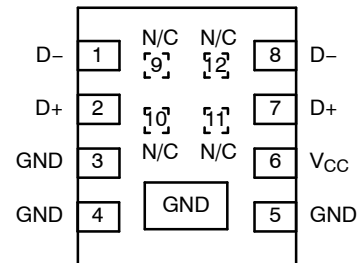 N/C N/C
D– 1 9 12 8 D–
D+ 2 10 11 7 D+
GND 3 N/C N/C 6 VCC
GND 4 GND 5 GND